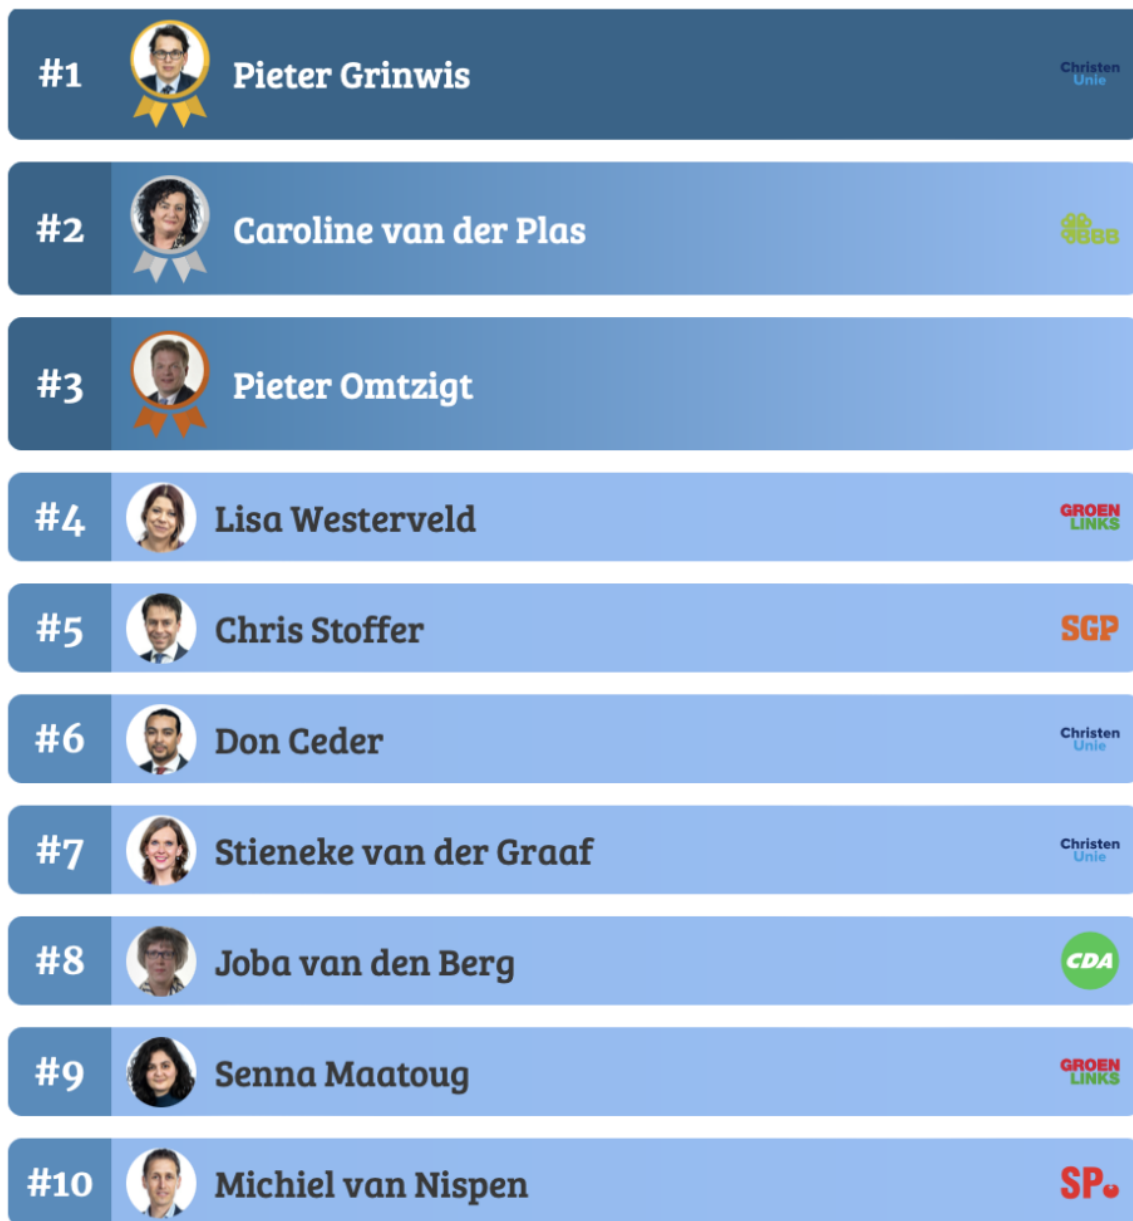 #1 Pieter Grinwis Christen
Unie
#2 Caroline van der Plas BBB
#3 Pieter Omtzigt
#4 Lisa Westerveld GROEN
LINKS
#5 Chris Stoffer SGP
#6 Don Ceder Christen
Unie
#7 Stieneke van der Graaf Christen
Unie
#8 Joba van den Berg CDA
#9 Senna Maatoug GROEN
LINKS
#10 Michiel van Nispen SP.